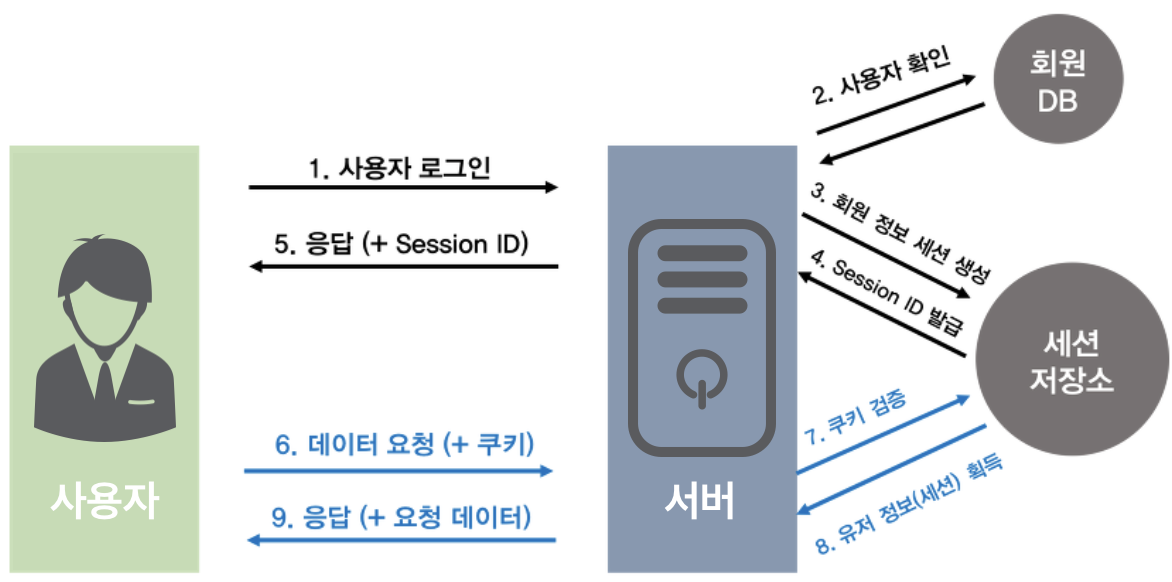 2. 사용자 확인
회원
DB
1. 사용자 로그인
3. 회원 정보 세션 생성
5. 응답 (+ Session ID)
4. Session ID 발급
세션
저장소
7. 쿠키 검증
6. 데이터 요청 (+ 쿠키)
8. 유저 정보(세션) 획득
사용자
서버
9. 응답 (+ 요청 데이터)